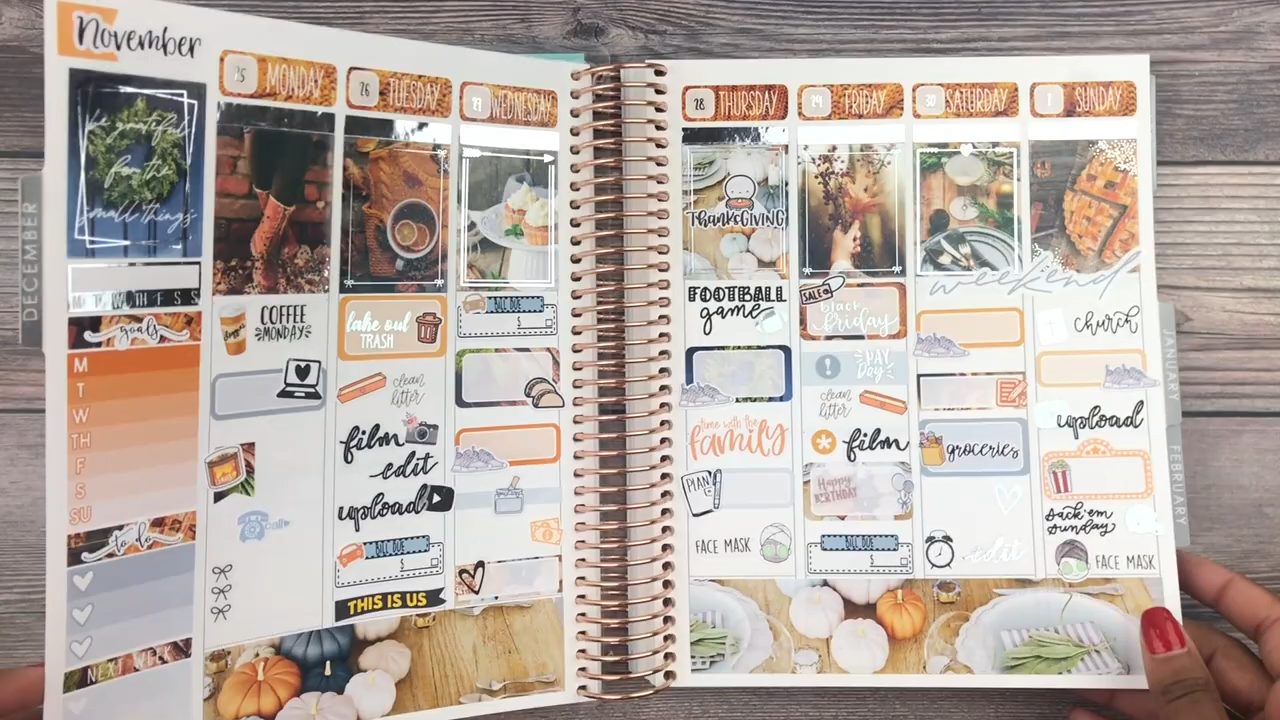 November
25 MONDAY
26 TUESDAY
27 WEDNESDAY
28 THURSDAY
29 FRIDAY
30 SATURDAY
1 SUNDAY
be grateful
for the
small things
M T W TH F S S
goals
M
T
W
TH
F
S
SU
to do
NEXT WEEK
COFFEE
MONDAY
call
take out
TRASH
clean
litter
film
edit
upload
BILL DUE
$
THIS IS US
BILL DUE
$
THANKSGIVING
FOOTBALL
game
time with the
family
PLAN
FACE MASK
SALE
black
friday
PAY
DAY
clean
litter
film
HAPPY
BIRTHDAY
BILL DUE
$
weekend
groceries
edit
church
upload
sack em
sunday
FACE MASK
DECEMBER
JANUARY
FEBRUARY